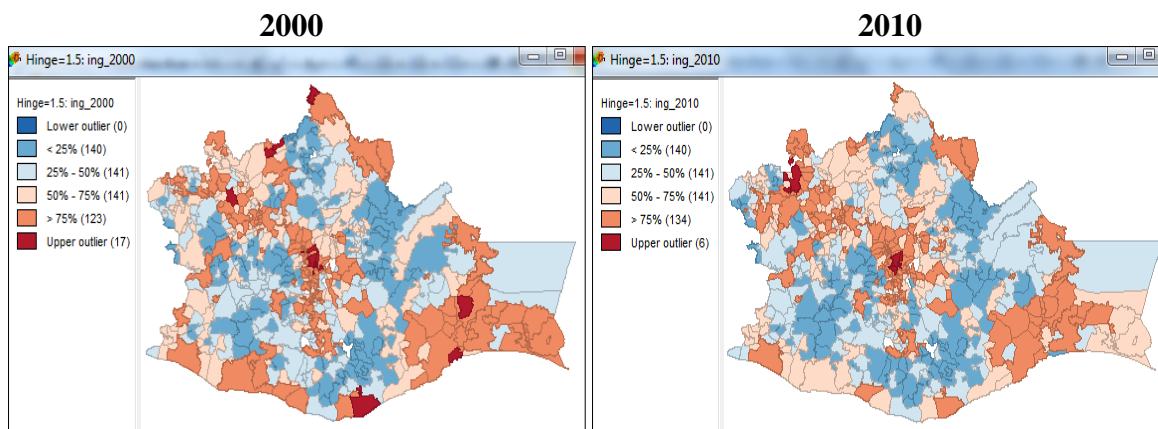 2000
2010
Hinge=1.5: ing_2000
Hinge=1.5: ing_2000
Lower outlier (0)
< 25% (140)
25% - 50% (141)
50% - 75% (141)
> 75% (123)
Upper outlier (17)
Hinge=1.5: ing_2010
Hinge=1.5: ing_2010
Lower outlier (0)
< 25% (140)
25% - 50% (141)
50% - 75% (141)
> 75% (134)
Upper outlier (6)